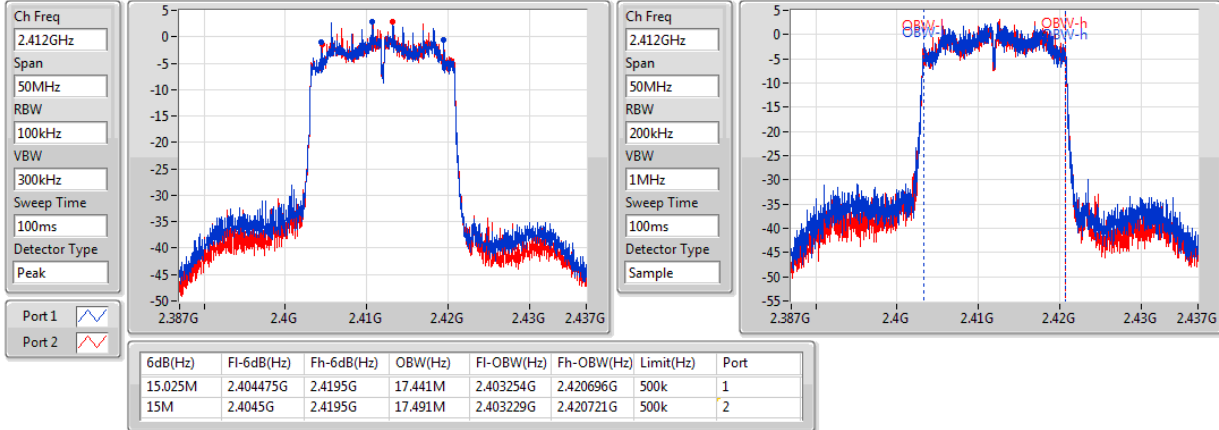 Ch Freq
2.412GHz
Span
50MHz
RBW
100kHz
VBW
300kHz
Sweep Time
100ms
Detector Type
Peak
Port 1
Port 2
5
0
-5
-10
-15
-20
-25
-30
-35
-40
-45
-50
2.387G 2.4G 2.41G 2.42G 2.437G
Ch Freq
2.412GHz
Span
50MHz
RBW
200kHz
VBW
1MHz
Sweep Time
100ms
Detector Type
Sample
5
0
-5
-10
-15
-20
-25
-30
-35
-40
-45
-50
-55
OBW-h
OBW-h
2.387G 2.4G 2.41G 2.42G 2.43G 2.437G
6dB(Hz) Fl-6dB(Hz) Fh-6dB(Hz) OBW(Hz) Fl-OBW(Hz) Fh-OBW(Hz) Limit(Hz) Port
15.025M 2.404475G 2.4195G 17.441M 2.403254G 2.420696G 500k 1
15M 2.4045G 2.4195G 17.491M 2.403229G 2.420721G 500k 2